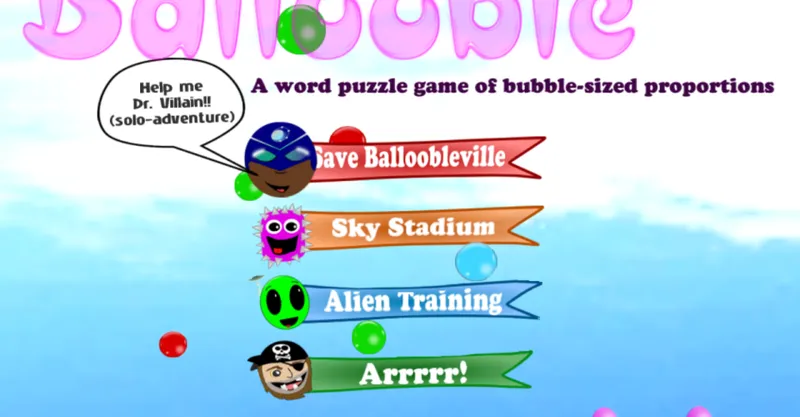 Balloobble
A word puzzle game of bubble-sized proportions
Help me
Dr. Villain!!
(solo-adventure)
Save Balloobleville
Sky Stadium
Alien Training
Arrrrr!